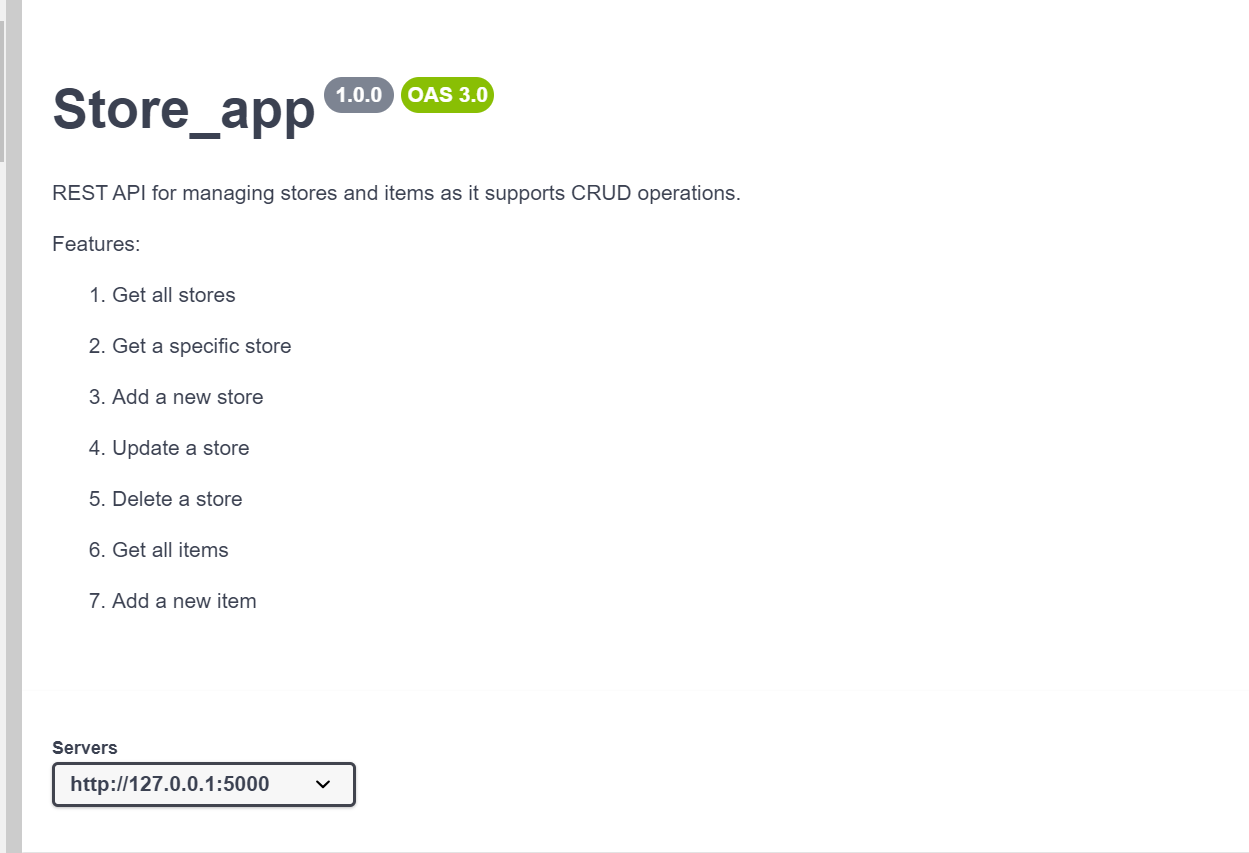 Store_app 1.0.0 OAS 3.0
REST API for managing stores and items as it supports CRUD operations.
Features:
1. Get all stores
2. Get a specific store
3. Add a new store
4. Update a store
5. Delete a store
6. Get all items
7. Add a new item
Servers
http://127.0.0.1:5000